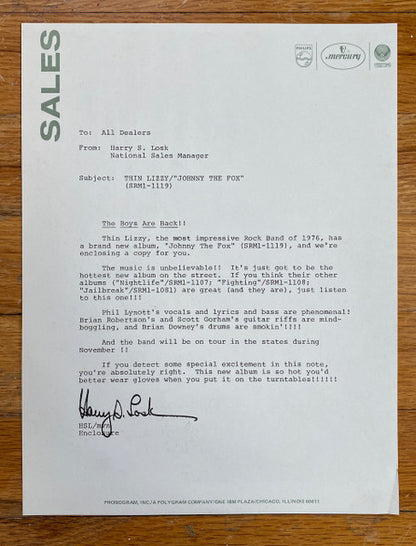 SALES
PHILIPS
mercury
To: All Dealers
From: Harry S. Losk
National Sales Manager
Subject: THIN LIZZY/"JOHNNY THE FOX"
(SRM1-1119)
The Boys Are Back!!
Thin Lizzy, the most impressive Rock Band of 1976, has
a brand new album, "Johnny The Fox" (SRM1-1119), and we're
enclosing a copy for you.
The music is unbelievable!! It's just got to be the
hottest new album on the street. If you think their other
albums ("Nightlife"/SRM1-1107; "Fighting"/SRM1-1108;
"Jailbreak"/SRM1-1081) are great (and they are), just listen
to this one!!!
Phil Lynott's vocals and lyrics and bass are phenomenal!
Brian Robertson's and Scott Gorham's guitar riffs are mind-
boggling, and Brian Downey's drums are smokin'!!!!
And the band will be on tour in the states during
November !!
If you detect some special excitement in this note,
you're absolutely right. This new album is so hot you'd
better wear gloves when you put it on the turntables!!!!!!
Harry S. Losk
HSL/mrn
Enclosure
PHONOGRAM, INC./A POLYGRAM COMPANY/ONE IBM PLAZA/CHICAGO, ILLINOIS 60611